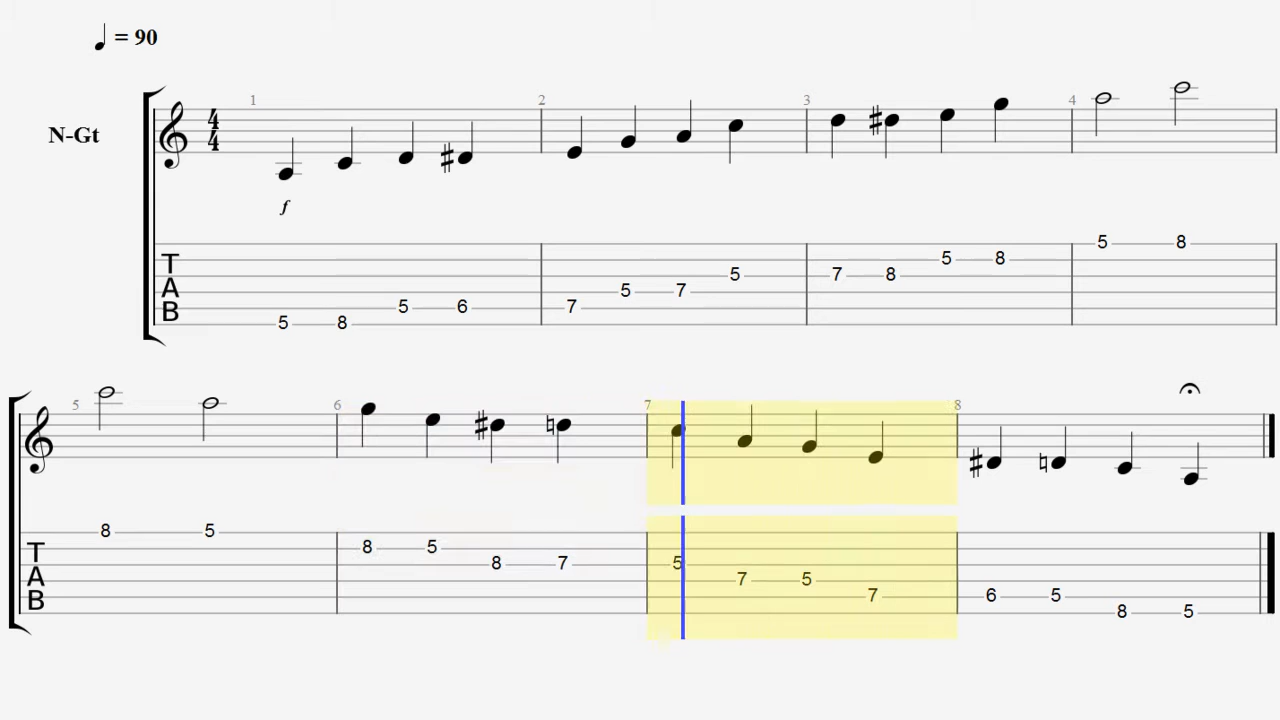 = 90
1 2 3 4
N-Gt
4
4
f
5 8
T 5 8
5 7 8
A 5 7
B 7 5 6
5 8
5 6 7 8
8 5
T 8 5
8 7 5
A 7 5
B 7 6 5
8 5